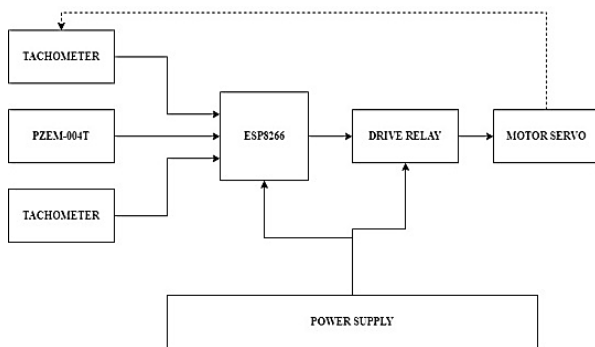 TACHOMETER
PZEM-004T
ESP8266
DRIVE RELAY
MOTOR SERVO
TACHOMETER
POWER SUPPLY